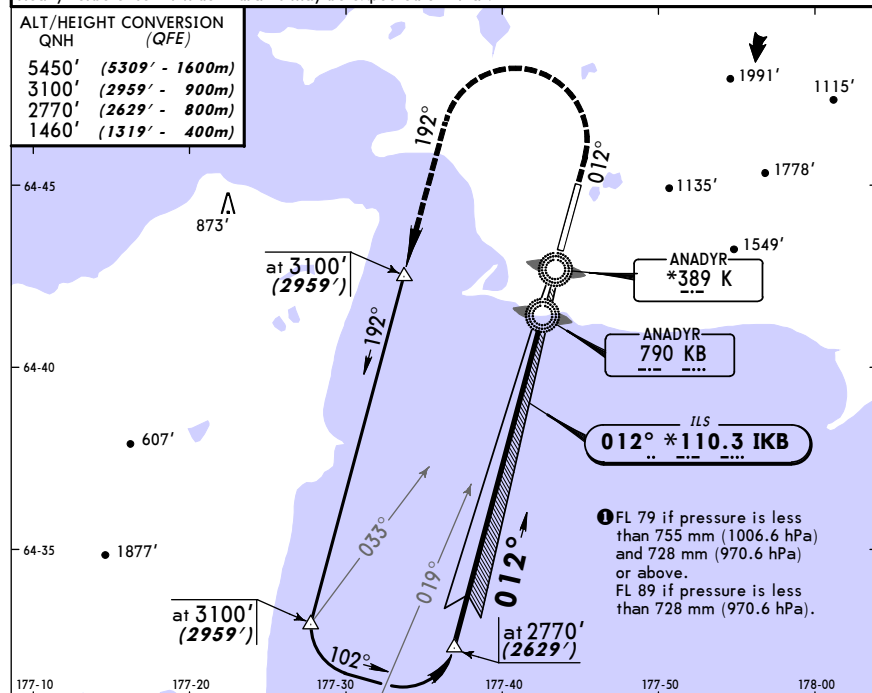 ALT/HEIGHT CONVERSION
QNH (QFE)
5450' (5309' - 1600m)
3100' (2959' - 900m)
2770' (2629' - 800m)
1460' (1319' - 400m)
1991'
1115'
192°
012°
64-45
1135'
1778'
873'
1549'
at 3100'
(2959')
ANADYR
*389 K
192°
ANADYR
790 KB
64-40
ILS
012° *110.3 IKB
607'
❶ FL 79 if pressure is less
than 755 mm (1006.6 hPa)
and 728 mm (970.6 hPa)
or above.
FL 89 if pressure is less
than 728 mm (970.6 hPa).
033°
019°
012°
64-35
1877'
at 3100'
(2959')
at 2770'
(2629')
102°
177-10
177-20
177-30
177-40
177-50
178-00